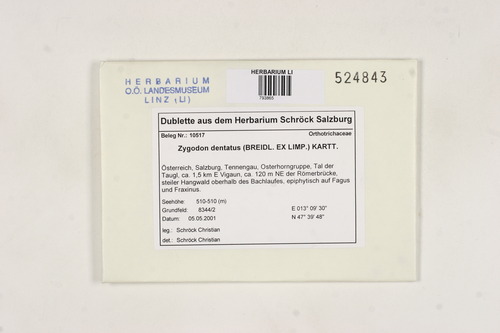 HERBARIUM
O.Ö. LANDESMUSEUM
LINZ (LI)
HERBARIUM LI
524843
Dublette aus dem Herbarium Schröck Salzburg
Beleg Nr.: 10517 Orthotrichaceae
Zygodon dentatus (BREIDL. EX LIMP.) KARTT.
Österreich, Salzburg, Tennengau, Osterhorngruppe, Tal der
Taugl, ca. 1,5 km E Vigaun, ca. 120 m NE der Römerbrücke,
steiler Hangwald oberhalb des Bachlaufes, epiphytisch auf Fagus
und Fraxinus.
Seehöhe: 510-510 (m) E 013° 09' 30"
Grundfeld: 8344/2 N 47° 39' 48"
Datum: 05.05.2001
leg.: Schröck Christian
det.: Schröck Christian